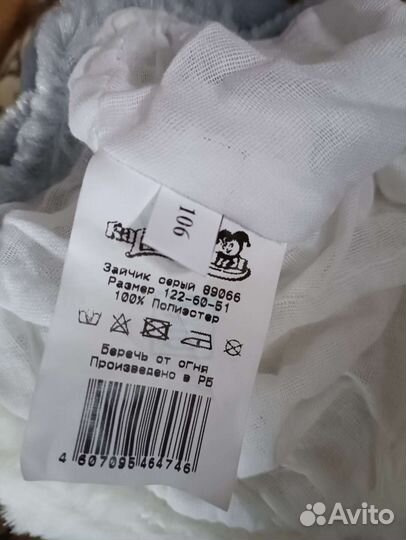 106
Зайчик серый 89066
Размер 122-60-51
100% Полиэстер
Беречь от огня
Произведено в РБ
4 607095 464746
Avito